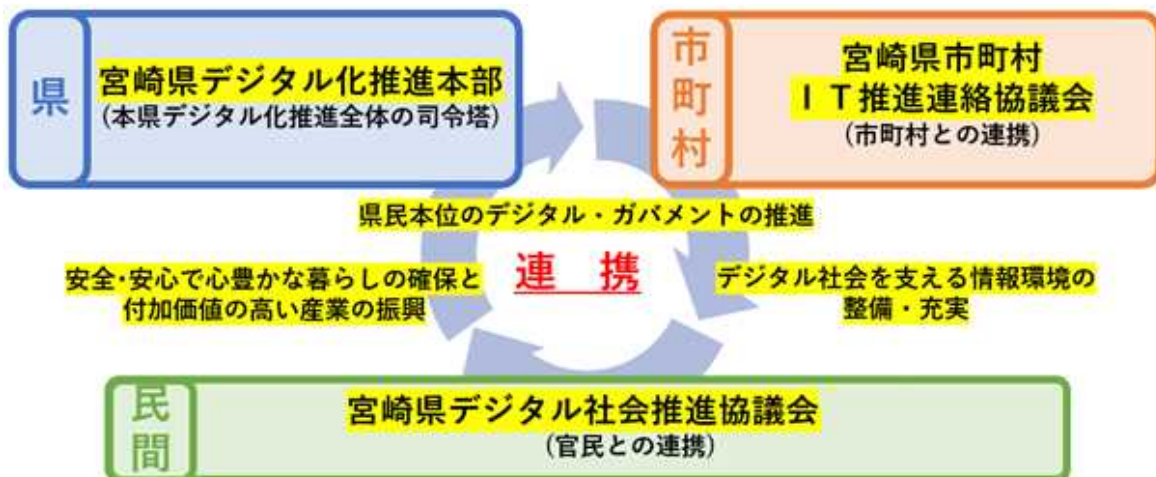 県
宮崎県デジタル化推進本部
(本県デジタル化推進全体の司令塔)
市町村
宮崎県市町村
ＩＴ推進連絡協議会
(市町村との連携)
県民本位のデジタル・ガバメントの推進
安全･安心で心豊かな暮らしの確保と
付加価値の高い産業の振興
連　携
デジタル社会を支える情報環境の
整備・充実
民間
宮崎県デジタル社会推進協議会
(官民との連携)